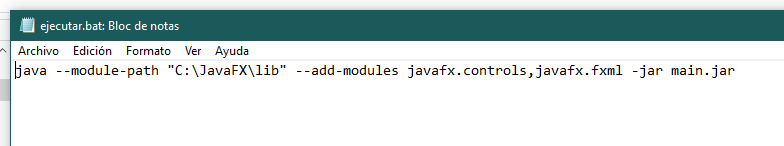 ejecutar.bat: Bloc de notas
Archivo Edición Formato Ver Ayuda
java --module-path "C:\JavaFX\lib" --add-modules javafx.controls,javafx.fxml -jar main.jar